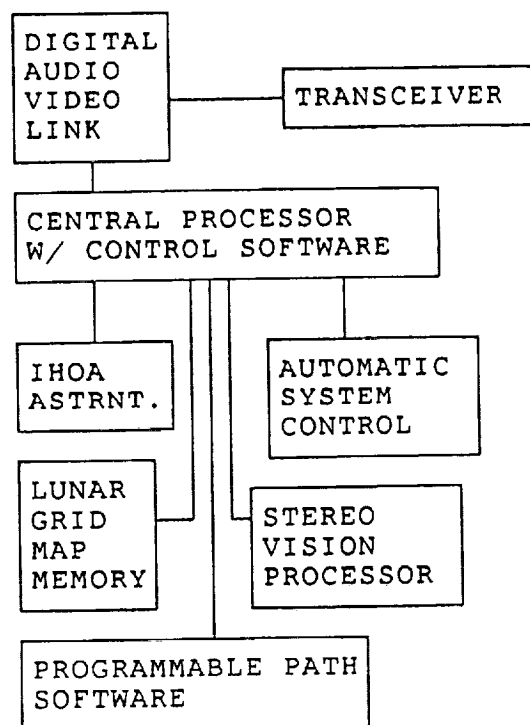 DIGITAL
AUDIO
VIDEO
LINK
TRANSCEIVER
CENTRAL PROCESSOR
W/ CONTROL SOFTWARE
IHOA
ASTRNT.
AUTOMATIC
SYSTEM
CONTROL
LUNAR
GRID
MAP
MEMORY
STEREO
VISION
PROCESSOR
PROGRAMMABLE PATH
SOFTWARE